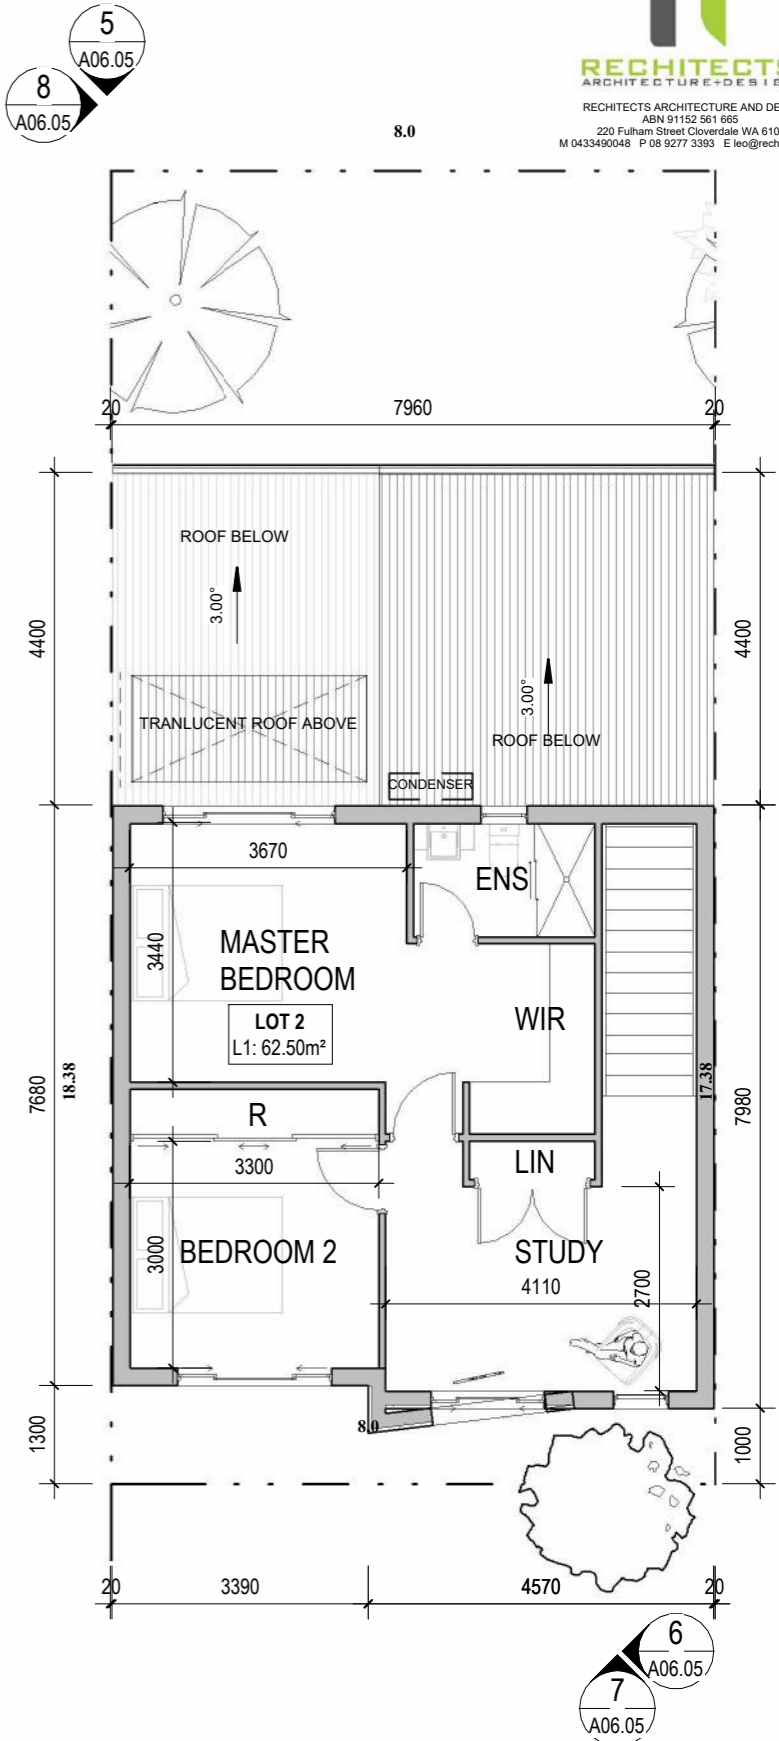 5
A06.05
8
A06.05
RECHITECTS
RECHITECTS ARCHITECTURE AND DE
ABN 91152 561 665
220 Fulham Street Cloverdale WA 610
M 0433490048 P 08 9277 3393 E leo@rech
8.0
20
7960
20
ROOF BELOW
3.00°
4400
4400
3.00°
TRANLUCENT ROOF ABOVE
ROOF BELOW
CONDENSER
3670
ENS
3440
MASTER
BEDROOM
LOT 2
L1: 62.50m²
WIR
7680
18.38
17.38
7980
R
LIN
3300
3000
BEDROOM 2
STUDY
4110
2700
1300
8.0
1000
20
3390
4570
20
6
A06.05
7
A06.05